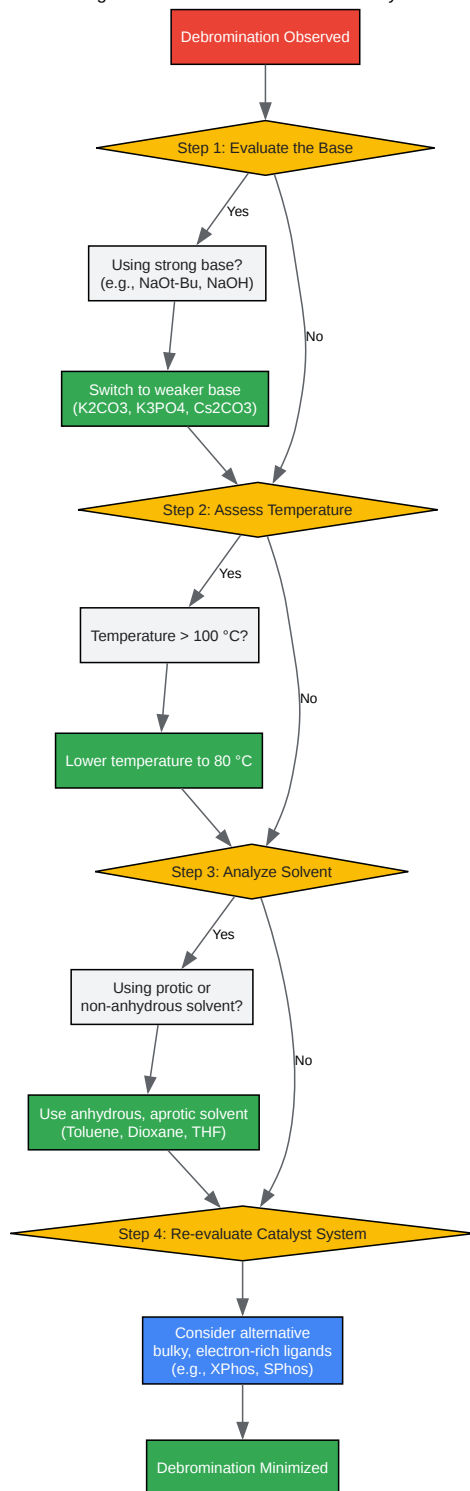 Debromination Observed
Step 1: Evaluate the Base
Yes
Using strong base?
(e.g., NaOt-Bu, NaOH)
No
Switch to weaker base
(K2CO3, K3PO4, Cs2CO3)
Step 2: Assess Temperature
Yes
Temperature > 100 °C?
No
Lower temperature to 80 °C
Step 3: Analyze Solvent
Yes
Using protic or
non-anhydrous solvent?
No
Use anhydrous, aprotic solvent
(Toluene, Dioxane, THF)
Step 4: Re-evaluate Catalyst System
Consider alternative
bulky, electron-rich ligands
(e.g., XPhos, SPhos)
Debromination Minimized